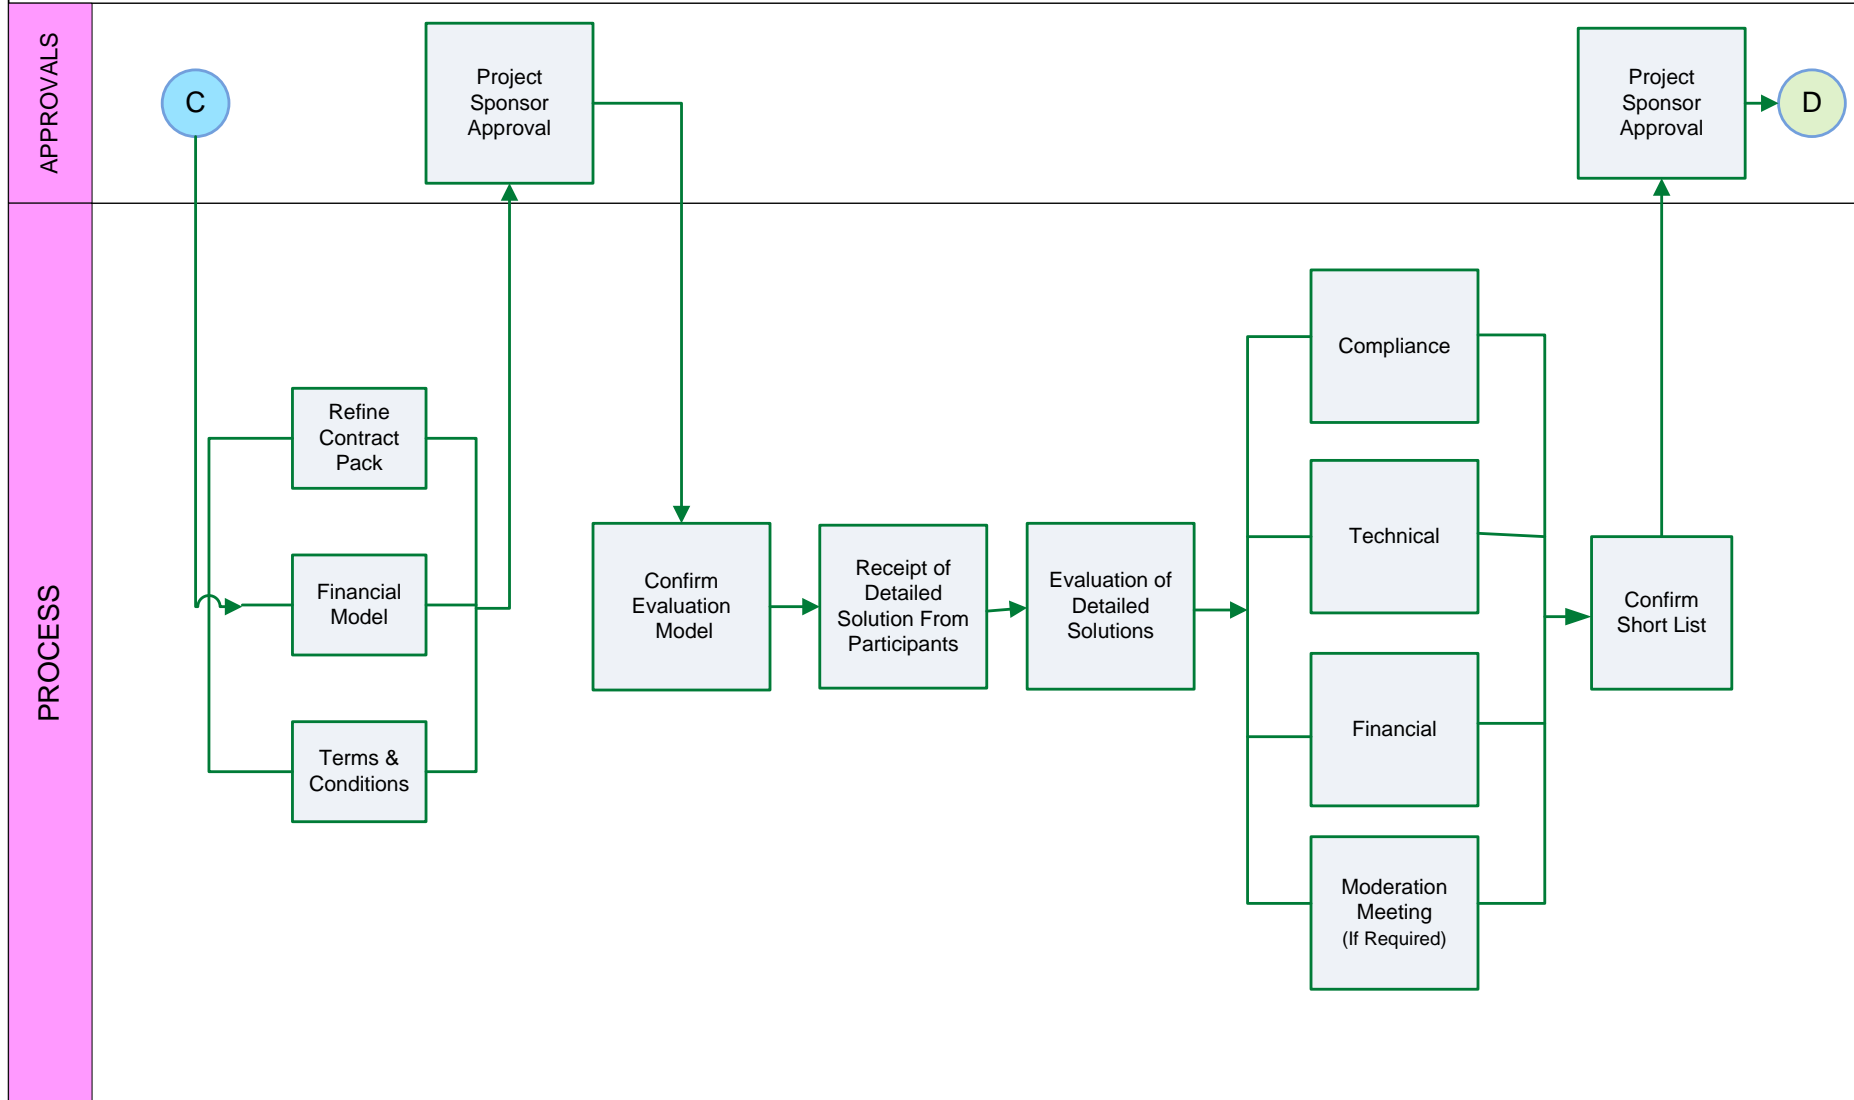 APPROVALS
C
Project
Sponsor
Approval
Project
Sponsor
Approval
D
PROCESS
Refine
Contract
Pack
Financial
Model
Terms &
Conditions
Confirm
Evaluation
Model
Receipt of
Detailed
Solution From
Participants
Evaluation of
Detailed
Solutions
Compliance
Technical
Financial
Moderation
Meeting
(If Required)
Confirm
Short List